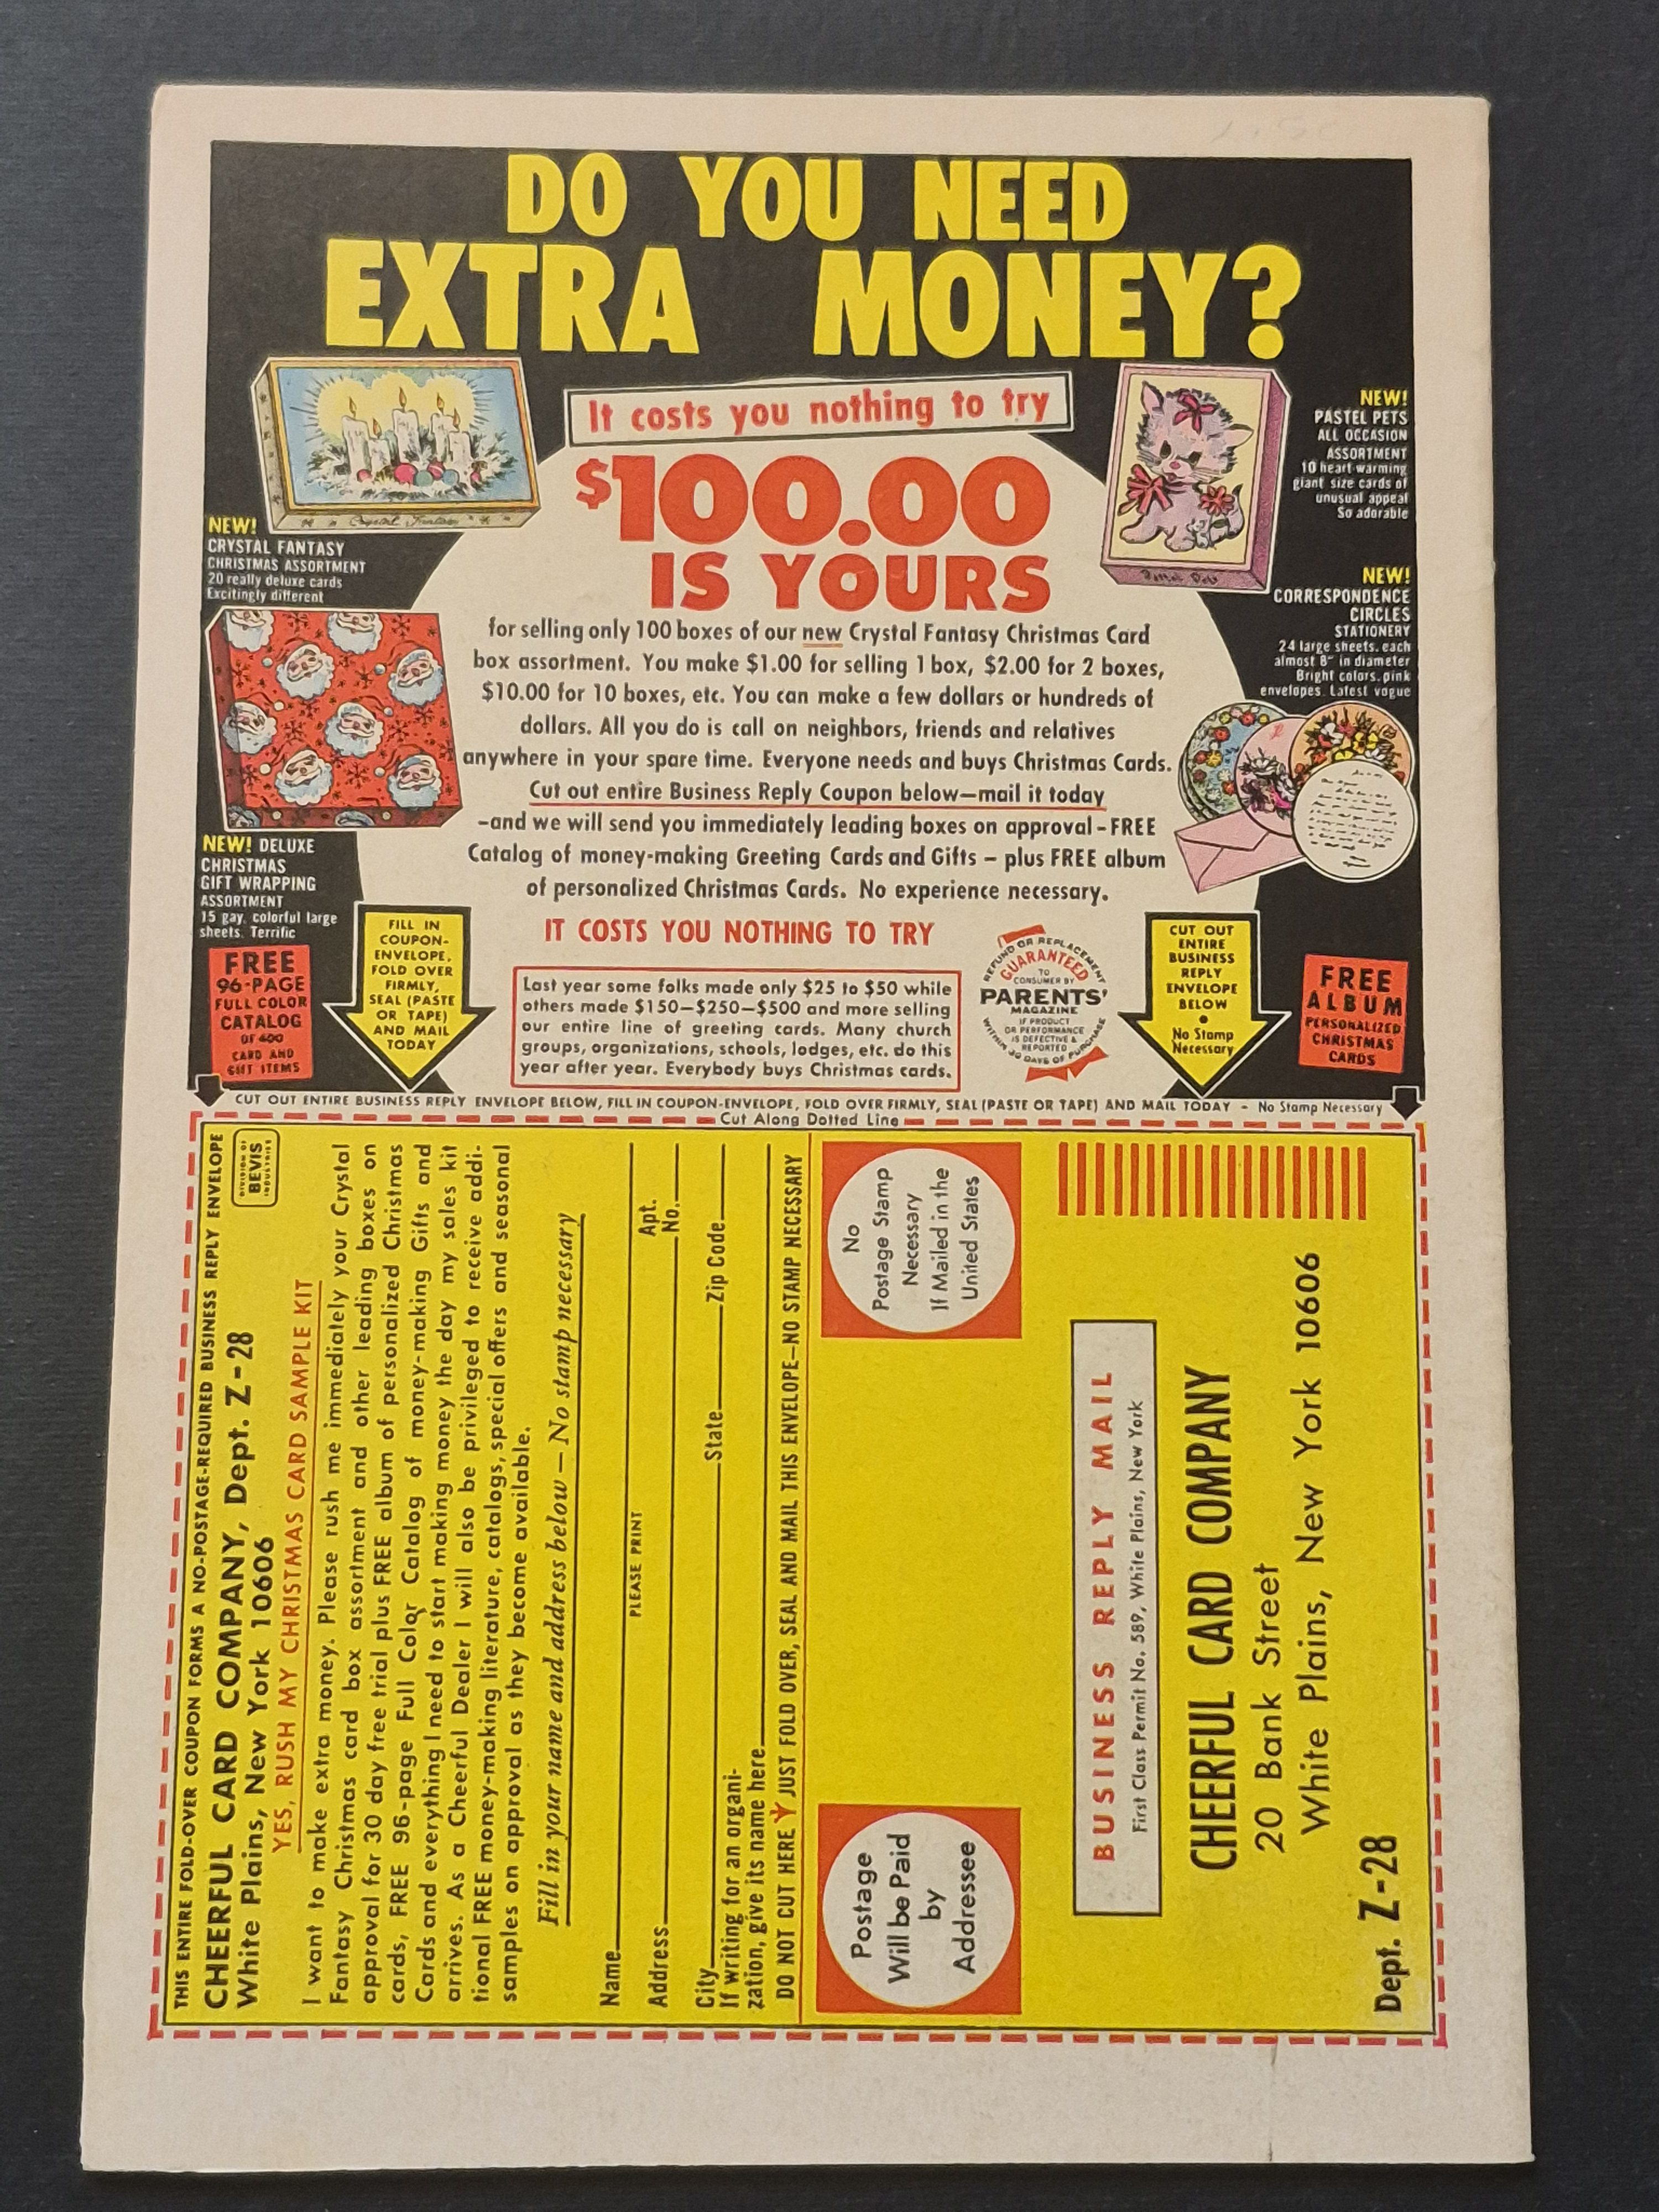 DO YOU NEED
EXTRA MONEY?
It costs you nothing to try
$100.00
IS YOURS
for selling only 100 boxes of our new Crystal Fantasy Christmas Card
box assortment. You make $1.00 for selling 1 box, $2.00 for 2 boxes,
$10.00 for 10 boxes, etc. You can make a few dollars or hundreds of
dollars. All you do is call on neighbors, friends and relatives
anywhere in your spare time. Everyone needs and buys Christmas Cards.
Cut out entire Business Reply Coupon below—mail it today
-and we will send you immediately leading boxes on approval-FREE
Catalog of money-making Greeting Cards and Gifts - plus FREE album
of personalized Christmas Cards. No experience necessary.
IT COSTS YOU NOTHING TO TRY
Last year some folks made only $25 to $50 while
others made $150—$250—$500 and more selling
our entire line of greeting cards. Many church
groups, organizations, schools, lodges, etc. do this
year after year. Everybody buys Christmas cards.
Crystal Fantasy
NEW!
CRYSTAL FANTASY
CHRISTMAS ASSORTMENT
20 really deluxe cards
Excitingly different
NEW! DELUXE
CHRISTMAS
GIFT WRAPPING
ASSORTMENT
15 gay, colorful large
sheets. Terrific
FREE
96-PAGE
FULL COLOR
CATALOG
OF 400
CARD AND
GIFT ITEMS
FILL IN
COUPON-
ENVELOPE,
FOLD OVER
FIRMLY,
SEAL (PASTE
OR TAPE)
AND MAIL
TODAY
Pastel Pets
NEW!
PASTEL PETS
ALL OCCASION
ASSORTMENT
10 heart-warming
giant size cards of
unusual appeal
So adorable
NEW!
CORRESPONDENCE
CIRCLES
STATIONERY
24 large sheets, each
almost 8" in diameter
Bright colors, pink
envelopes. Latest vogue
REFUND OR REPLACEMENT
GUARANTEED
TO
CONSUMER BY
PARENTS'
MAGAZINE
IF PRODUCT
OR PERFORMANCE
IS DEFECTIVE &
REPORTED
WITHIN 30 DAYS OF PURCHASE
CUT OUT
ENTIRE
BUSINESS
REPLY
ENVELOPE
BELOW
•
No Stamp
Necessary
FREE
ALBUM
PERSONALIZED
CHRISTMAS
CARDS
CUT OUT ENTIRE BUSINESS REPLY ENVELOPE BELOW, FILL IN COUPON-ENVELOPE, FOLD OVER FIRMLY, SEAL (PASTE OR TAPE) AND MAIL TODAY - No Stamp Necessary
Cut Along Dotted Line
THIS ENTIRE FOLD-OVER COUPON FORMS A NO-POSTAGE-REQUIRED BUSINESS REPLY ENVELOPE
CHEERFUL CARD COMPANY, Dept. Z-28
White Plains, New York 10606
DIVISION OF
BEVIS
INDUSTRIES
YES, RUSH MY CHRISTMAS CARD SAMPLE KIT
I want to make extra money. Please rush me immediately your Crystal
Fantasy Christmas card box assortment and other leading boxes on
approval for 30 day free trial plus FREE album of personalized Christmas
cards, FREE 96-page Full Color Catalog of money-making Gifts and
Cards and everything I need to start making money the day my sales kit
arrives. As a Cheerful Dealer I will also be privileged to receive addi-
tional FREE money-making literature, catalogs, special offers and seasonal
samples on approval as they become available.
Fill in your name and address below — No stamp necessary
Name
PLEASE PRINT
Address Apt. No.
City State Zip Code
If writing for an organi-
zation, give its name here
DO NOT CUT HERE JUST FOLD OVER, SEAL AND MAIL THIS ENVELOPE—NO STAMP NECESSARY
Postage
Will be Paid
by
Addressee
No
Postage Stamp
Necessary
If Mailed in the
United States
BUSINESS REPLY MAIL
First Class Permit No. 589, White Plains, New York
CHEERFUL CARD COMPANY
20 Bank Street
White Plains, New York 10606
Dept. Z-28